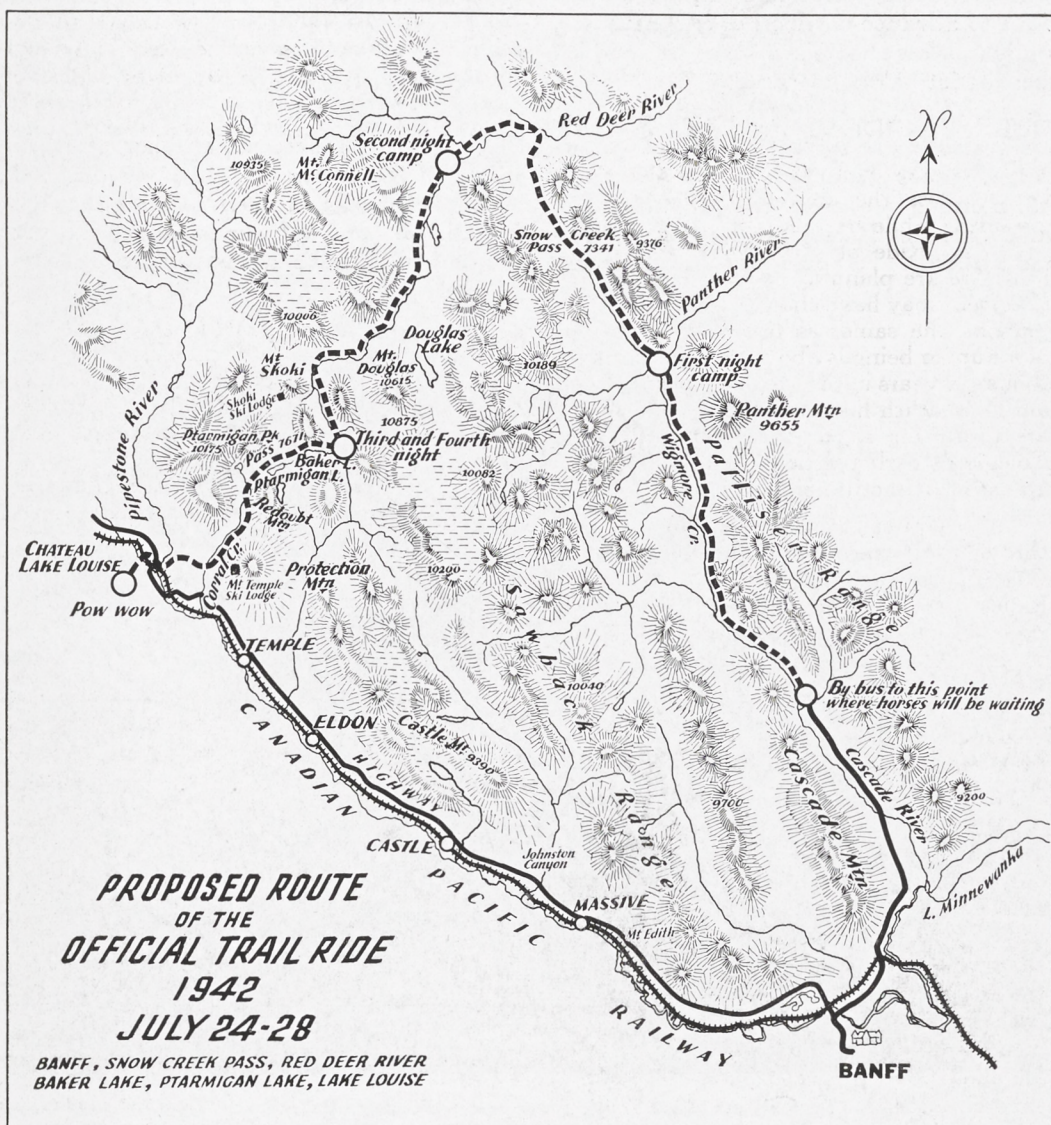 Red Deer River
Second night
camp
N
10935
Mt.
McConnell
Snow Creek
Pass 7341
9376
Panther River
10006
Douglas
Lake
Mt.
Skoki
Mt.
Douglas
10615
10189
First night
camp
Skoki
Ski Lodge
Pipestone River
Panther Mtn
9655
Ptarmigan Pk
10175
Pass 7671
10875
Third and Fourth
night
Baker L.
Ptarmigan L.
10082
Wigmore Cr.
Palliser Range
Redoubt
Mtn
CHATEAU
LAKE LOUISE
POW WOW
Corral Cr.
Mt Temple
Ski Lodge
Protection
Mtn
10200
Sawback Range
TEMPLE
10040
By bus to this point
where horses will be waiting
ELDON
Castle Mt
9390
CANADIAN PACIFIC RAILWAY
HIGHWAY
9700
Cascade Mtn
Cascade River
9200
CASTLE
Johnston
Canyon
MASSIVE
Mt Edith
L. Minnewanka
BANFF
PROPOSED ROUTE
OF THE
OFFICIAL TRAIL RIDE
1942
JULY 24-28
BANFF, SNOW CREEK PASS, RED DEER RIVER
BAKER LAKE, PTARMIGAN LAKE, LAKE LOUISE